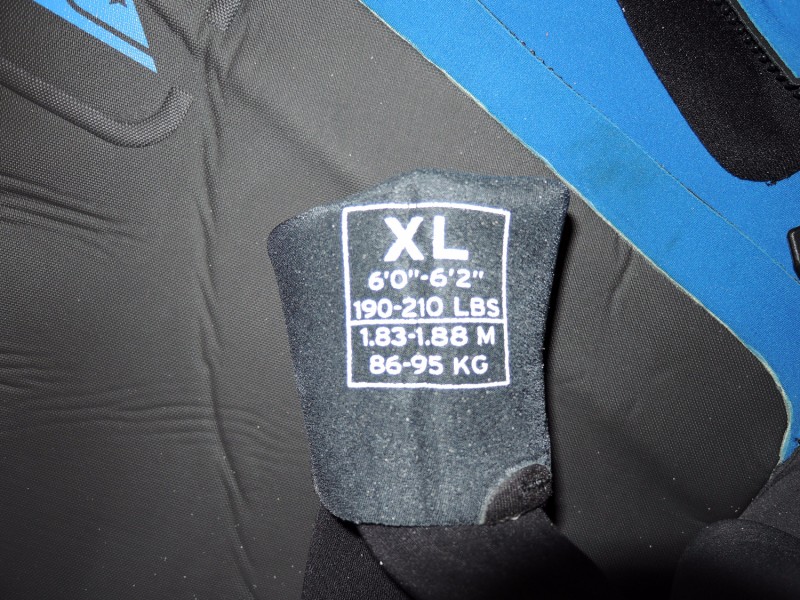 XL
6'0"-6'2"
190-210 LBS
1.83-1.88 M
86-95 KG